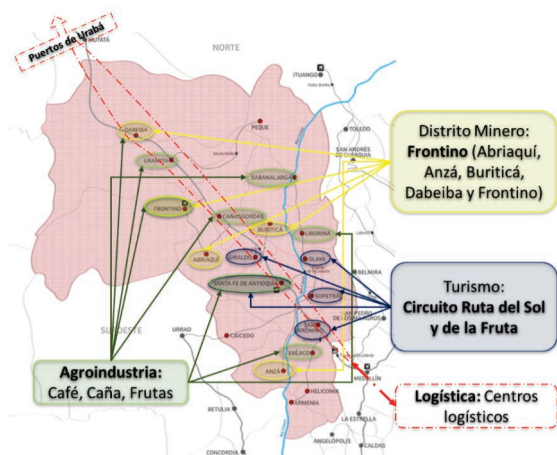 Puertos de Urabá
MUTATÁ
NORTE
ITUANGO
TOLEDO
SAN ANDRÉS
DE CUERQUIA
PEQUE
DABEIBA
URAMITA
SABANALARGA
FRONTINO
CAÑASGORDAS
BURITICÁ
LIBORINA
ABRIAQUÍ
GIRALDO
OLAYA
BELMIRA
SANTA FE DE ANTIOQUIA
SOPETRÁN
SAN PEDRO
DE LOS MILAGROS
SUROESTE
URRAO
CAICEDO
SAN
JERÓNIMO
EBÉJICO
ANZÁ
MEDELLÍN
HELICONIA
ARMENIA
BETULIA
LA ESTRELLA
ANGELÓPOLIS
CALDAS
CONCORDIA
Distrito Minero:
Frontino (Abriaquí,
Anzá, Buriticá,
Dabeiba y Frontino)
Turismo:
Circuito Ruta del Sol
y de la Fruta
Agroindustria:
Café, Caña, Frutas
Logística: Centros
logísticos